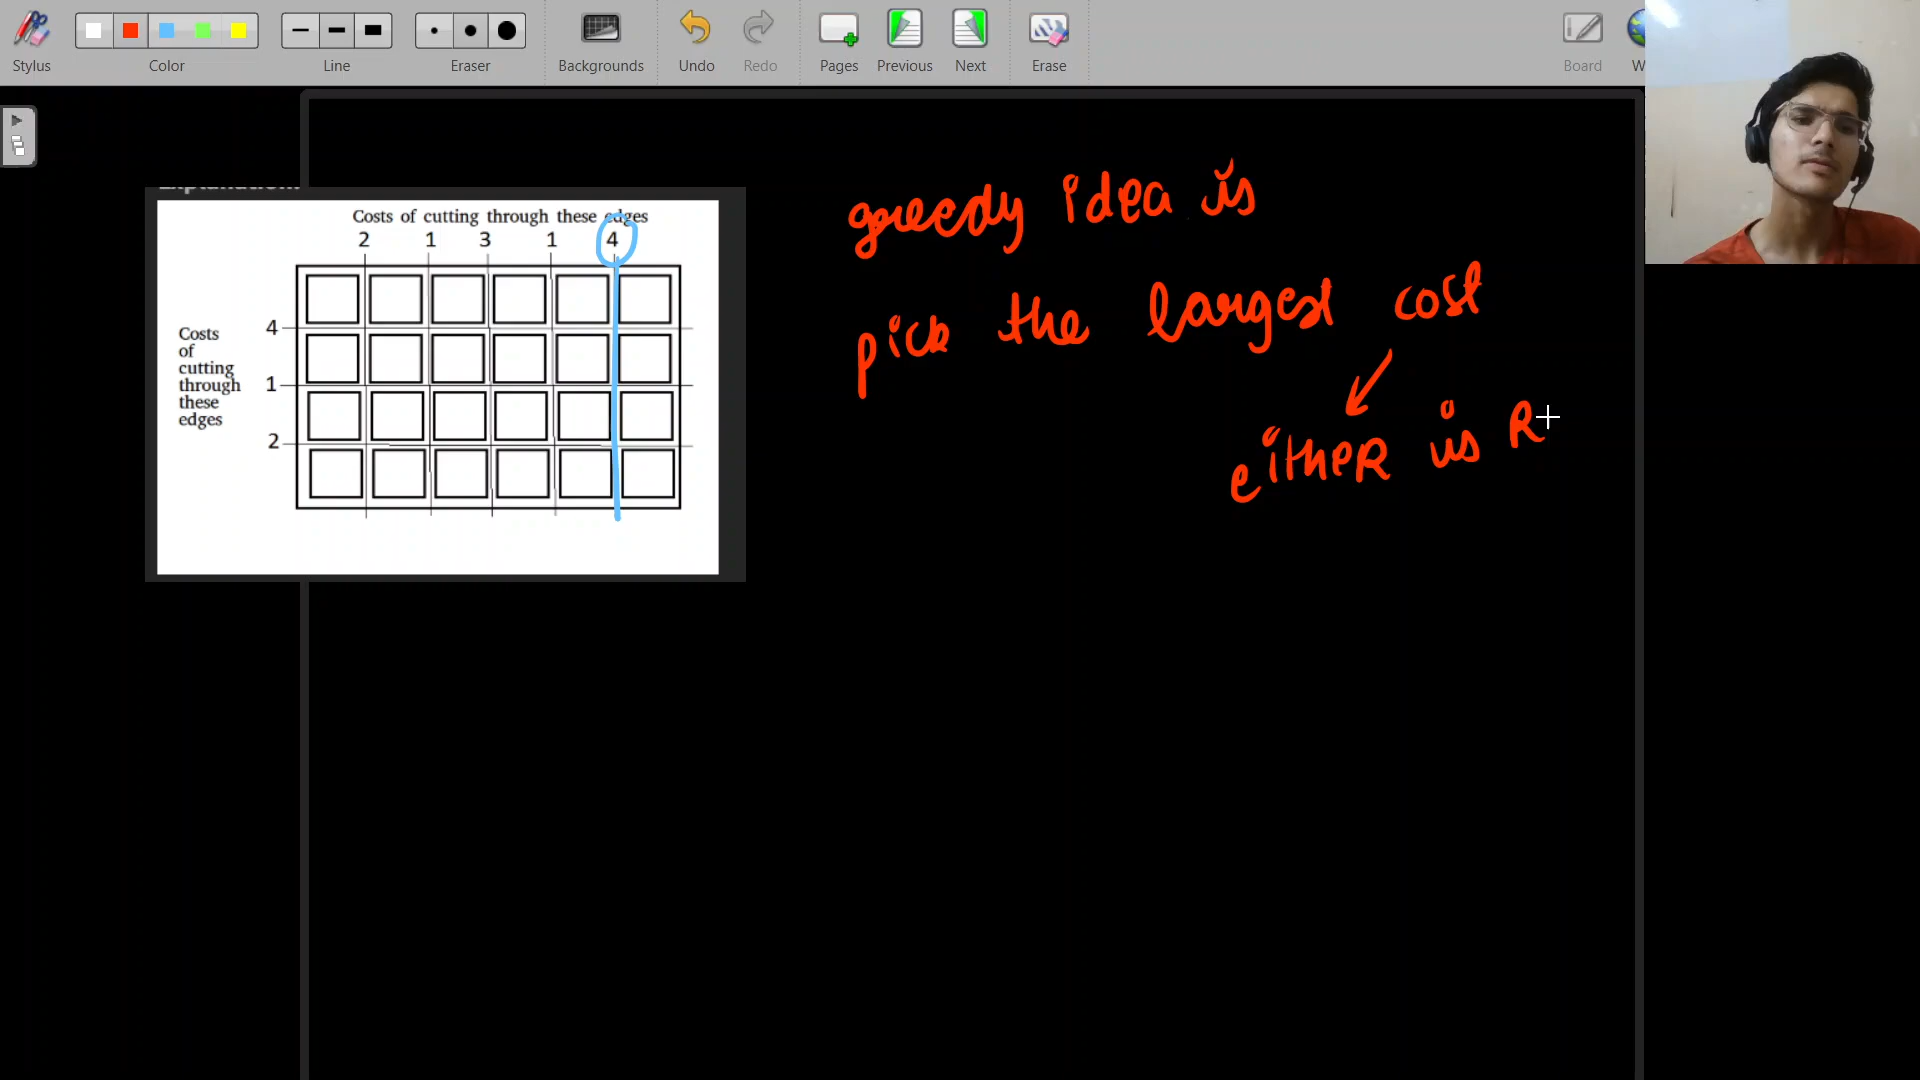 Stylus
Color
Line
Eraser
Backgrounds
Undo
Redo
Pages
Previous
Next
Erase
Board
W
Explanation:
Costs of cutting through these edges
2 1 3 1 4
Costs
of
cutting
through
these
edges
4
1
2
greedy idea is
pick the largest cost
either is R